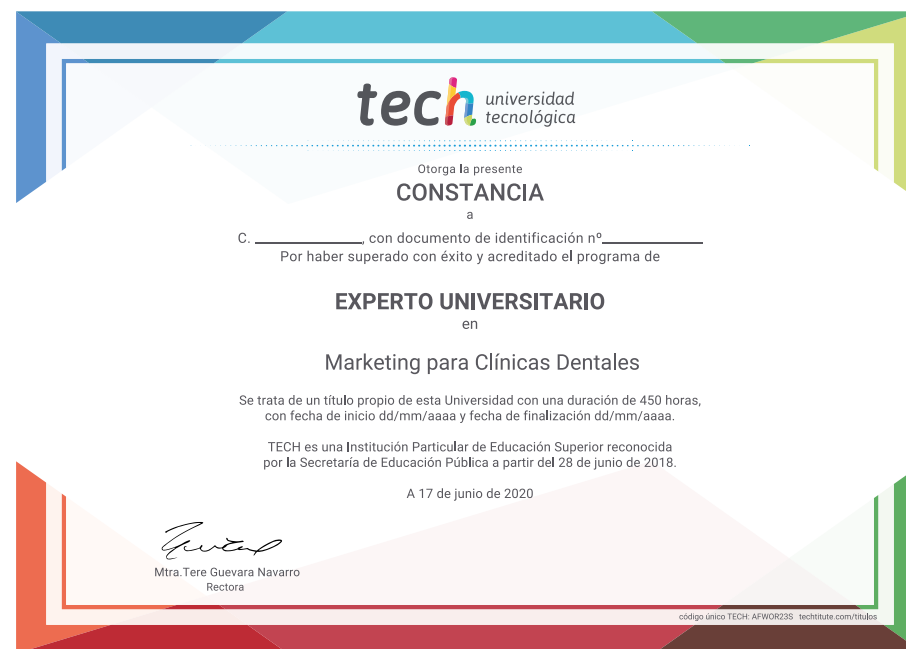 tech universidad
tecnológica
Otorga la presente
CONSTANCIA
a
C. ______________, con documento de identificación nº______________
Por haber superado con éxito y acreditado el programa de
EXPERTO UNIVERSITARIO
en
Marketing para Clínicas Dentales
Se trata de un título propio de esta Universidad con una duración de 450 horas,
con fecha de inicio dd/mm/aaaa y fecha de finalización dd/mm/aaaa.
TECH es una Institución Particular de Educación Superior reconocida
por la Secretaría de Educación Pública a partir del 28 de junio de 2018.
A 17 de junio de 2020
Mtra.Tere Guevara Navarro
Rectora
código único TECH: AFWOR23S techtitute.com/titulos